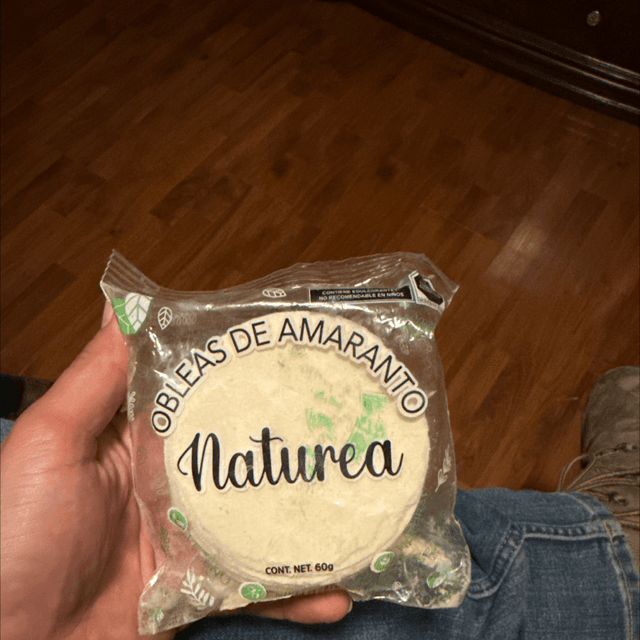 CONTIENE EDULCORANTES,
NO RECOMENDABLE EN NIÑOS
OBLEAS DE AMARANTO
Naturea
CONT. NET. 60g